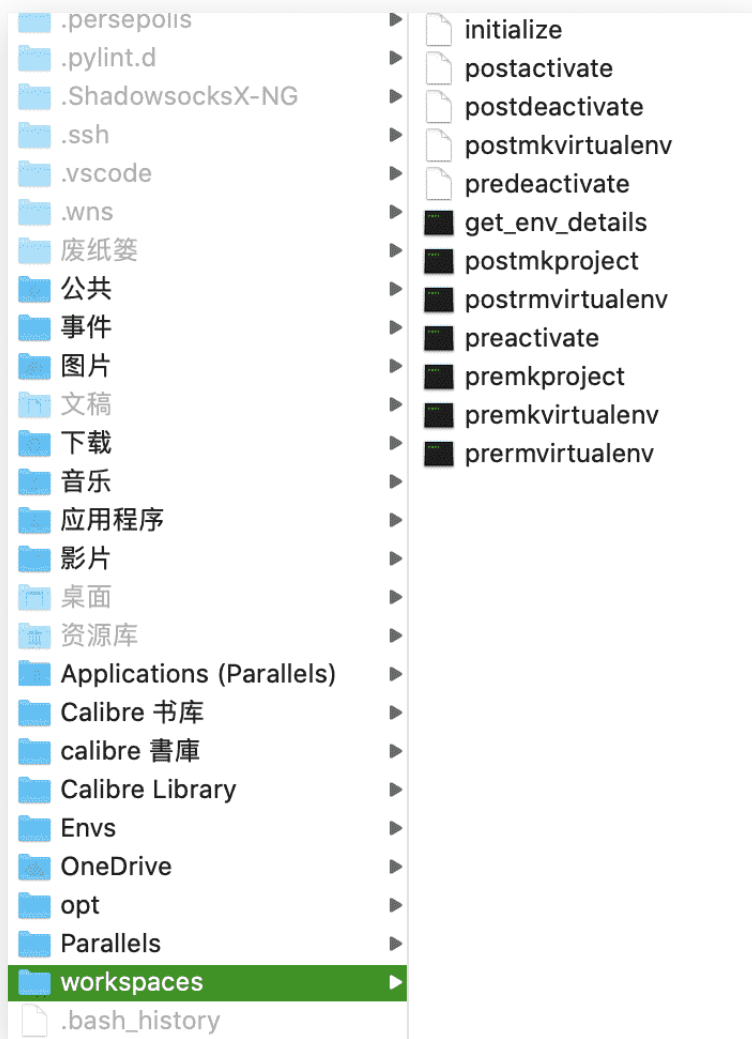 .persepolis
.pylint.d
.ShadowsocksX-NG
.ssh
.vscode
.wns
废纸篓
公共
事件
图片
文稿
下载
音乐
应用程序
影片
桌面
资源库
Applications (Parallels)
Calibre 书库
calibre 書庫
Calibre Library
Envs
OneDrive
opt
Parallels
workspaces
.bash_history
initialize
postactivate
postdeactivate
postmkvirtualenv
predeactivate
get_env_details
postmkproject
postrmvirtualenv
preactivate
premkproject
premkvirtualenv
prermvirtualenv